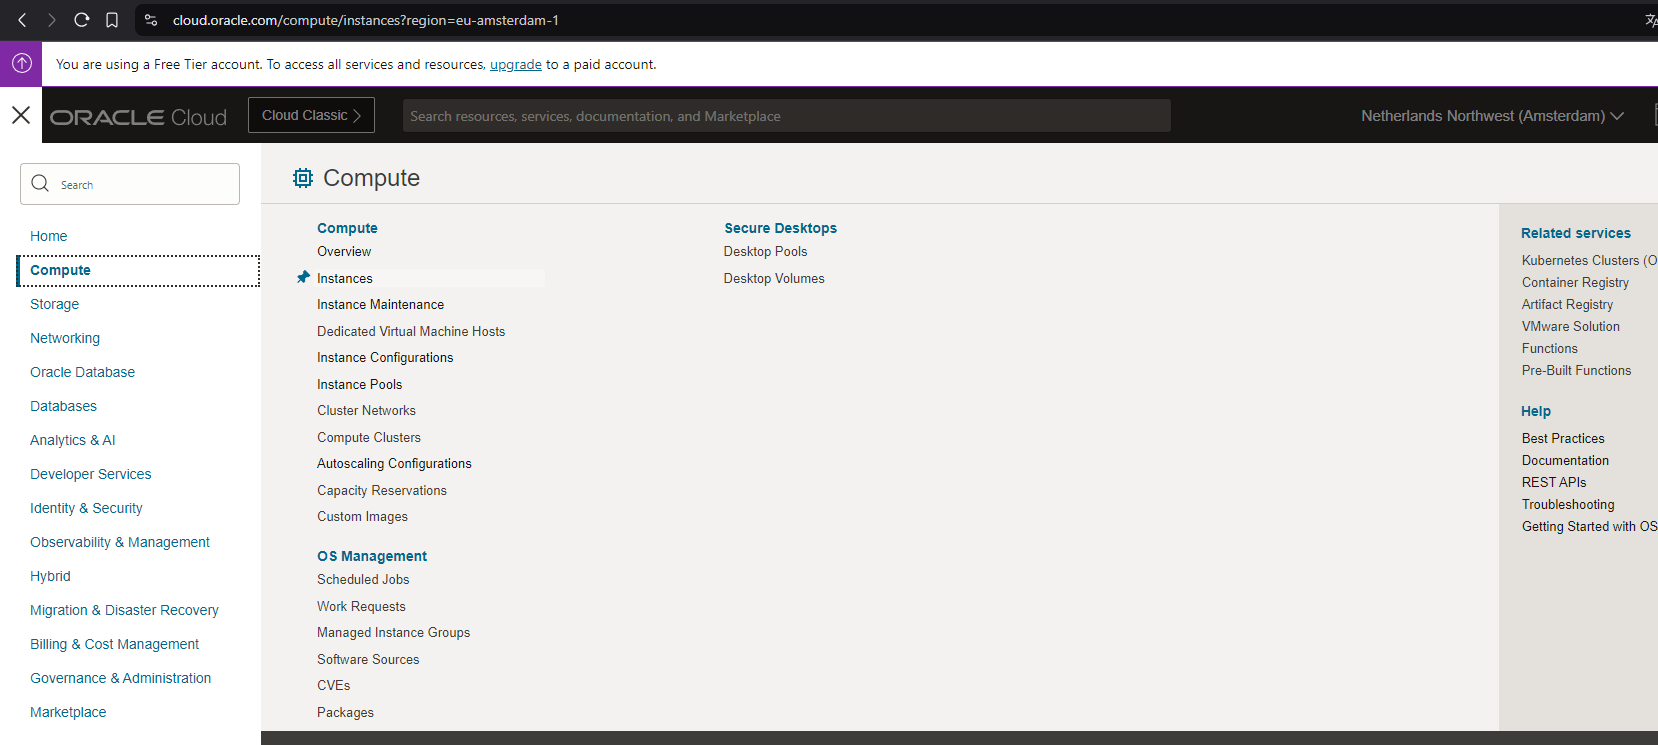 cloud.oracle.com/compute/instances?region=eu-amsterdam-1
You are using a Free Tier account. To access all services and resources, upgrade to a paid account.
ORACLE Cloud
Cloud Classic >
Search resources, services, documentation, and Marketplace
Netherlands Northwest (Amsterdam)
Search
Home
Compute
Storage
Networking
Oracle Database
Databases
Analytics & AI
Developer Services
Identity & Security
Observability & Management
Hybrid
Migration & Disaster Recovery
Billing & Cost Management
Governance & Administration
Marketplace
Compute
Compute
Overview
Instances
Instance Maintenance
Dedicated Virtual Machine Hosts
Instance Configurations
Instance Pools
Cluster Networks
Compute Clusters
Autoscaling Configurations
Capacity Reservations
Custom Images
OS Management
Scheduled Jobs
Work Requests
Managed Instance Groups
Software Sources
CVEs
Packages
Secure Desktops
Desktop Pools
Desktop Volumes
Related services
Kubernetes Clusters (O
Container Registry
Artifact Registry
VMware Solution
Functions
Pre-Built Functions
Help
Best Practices
Documentation
REST APIs
Troubleshooting
Getting Started with OS